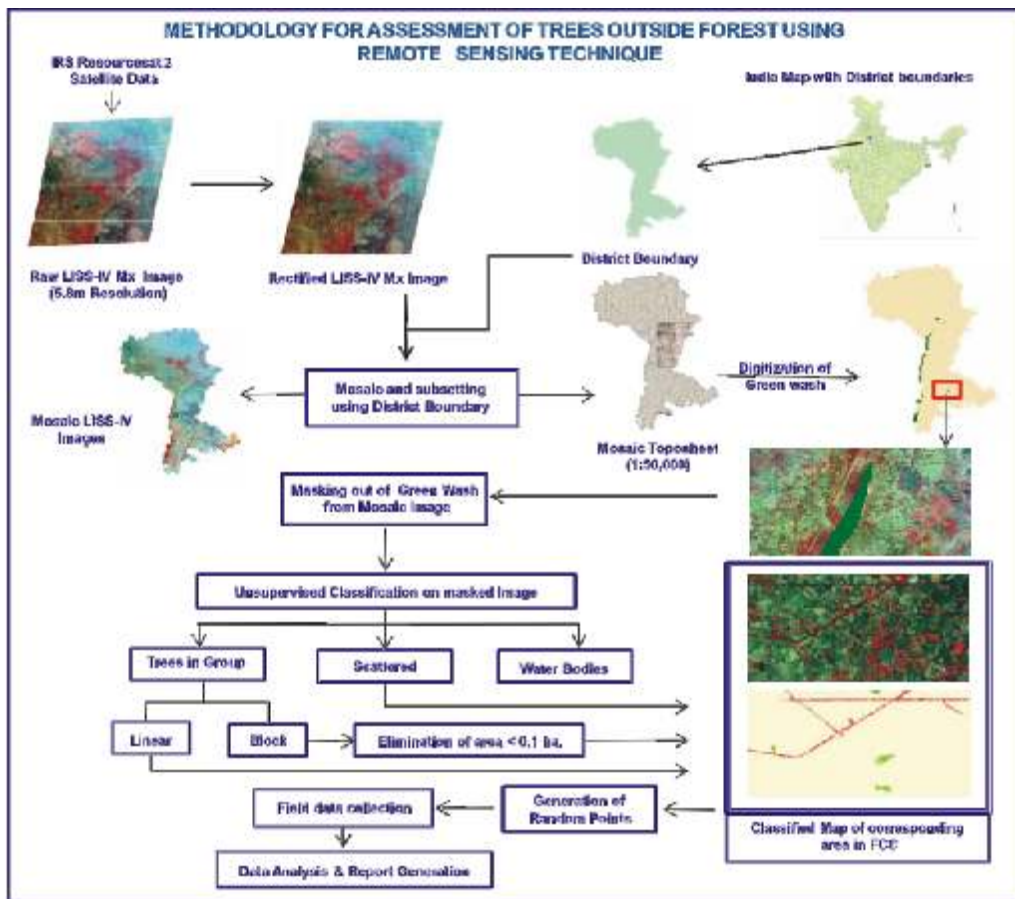 METHODOLOGY FOR ASSESSMENT OF TREES OUTSIDE FOREST USING
REMOTE SENSING TECHNIQUE
IRS Resourcesat 2
Satellite Data
India Map with District boundaries
Raw LISS-IV Mx Image
(5.8m Resolution)
Rectified LISS-IV Mx Image
District Boundary
Mosaic and subsetting
using District Boundary
Digitization of
Green wash
Mosaic LISS-IV
Images
Mosaic Toposheet
(1:50,000)
Masking out of Green Wash
from Mosaic Image
Unsupervised Classification on masked Image
Trees in Group
Scattered
Water Bodies
Linear
Block
Elimination of area < 0.1 ha.
Field data collection
Generation of
Random Points
Classified Map of corresponding
area in FCC
Data Analysis & Report Generation